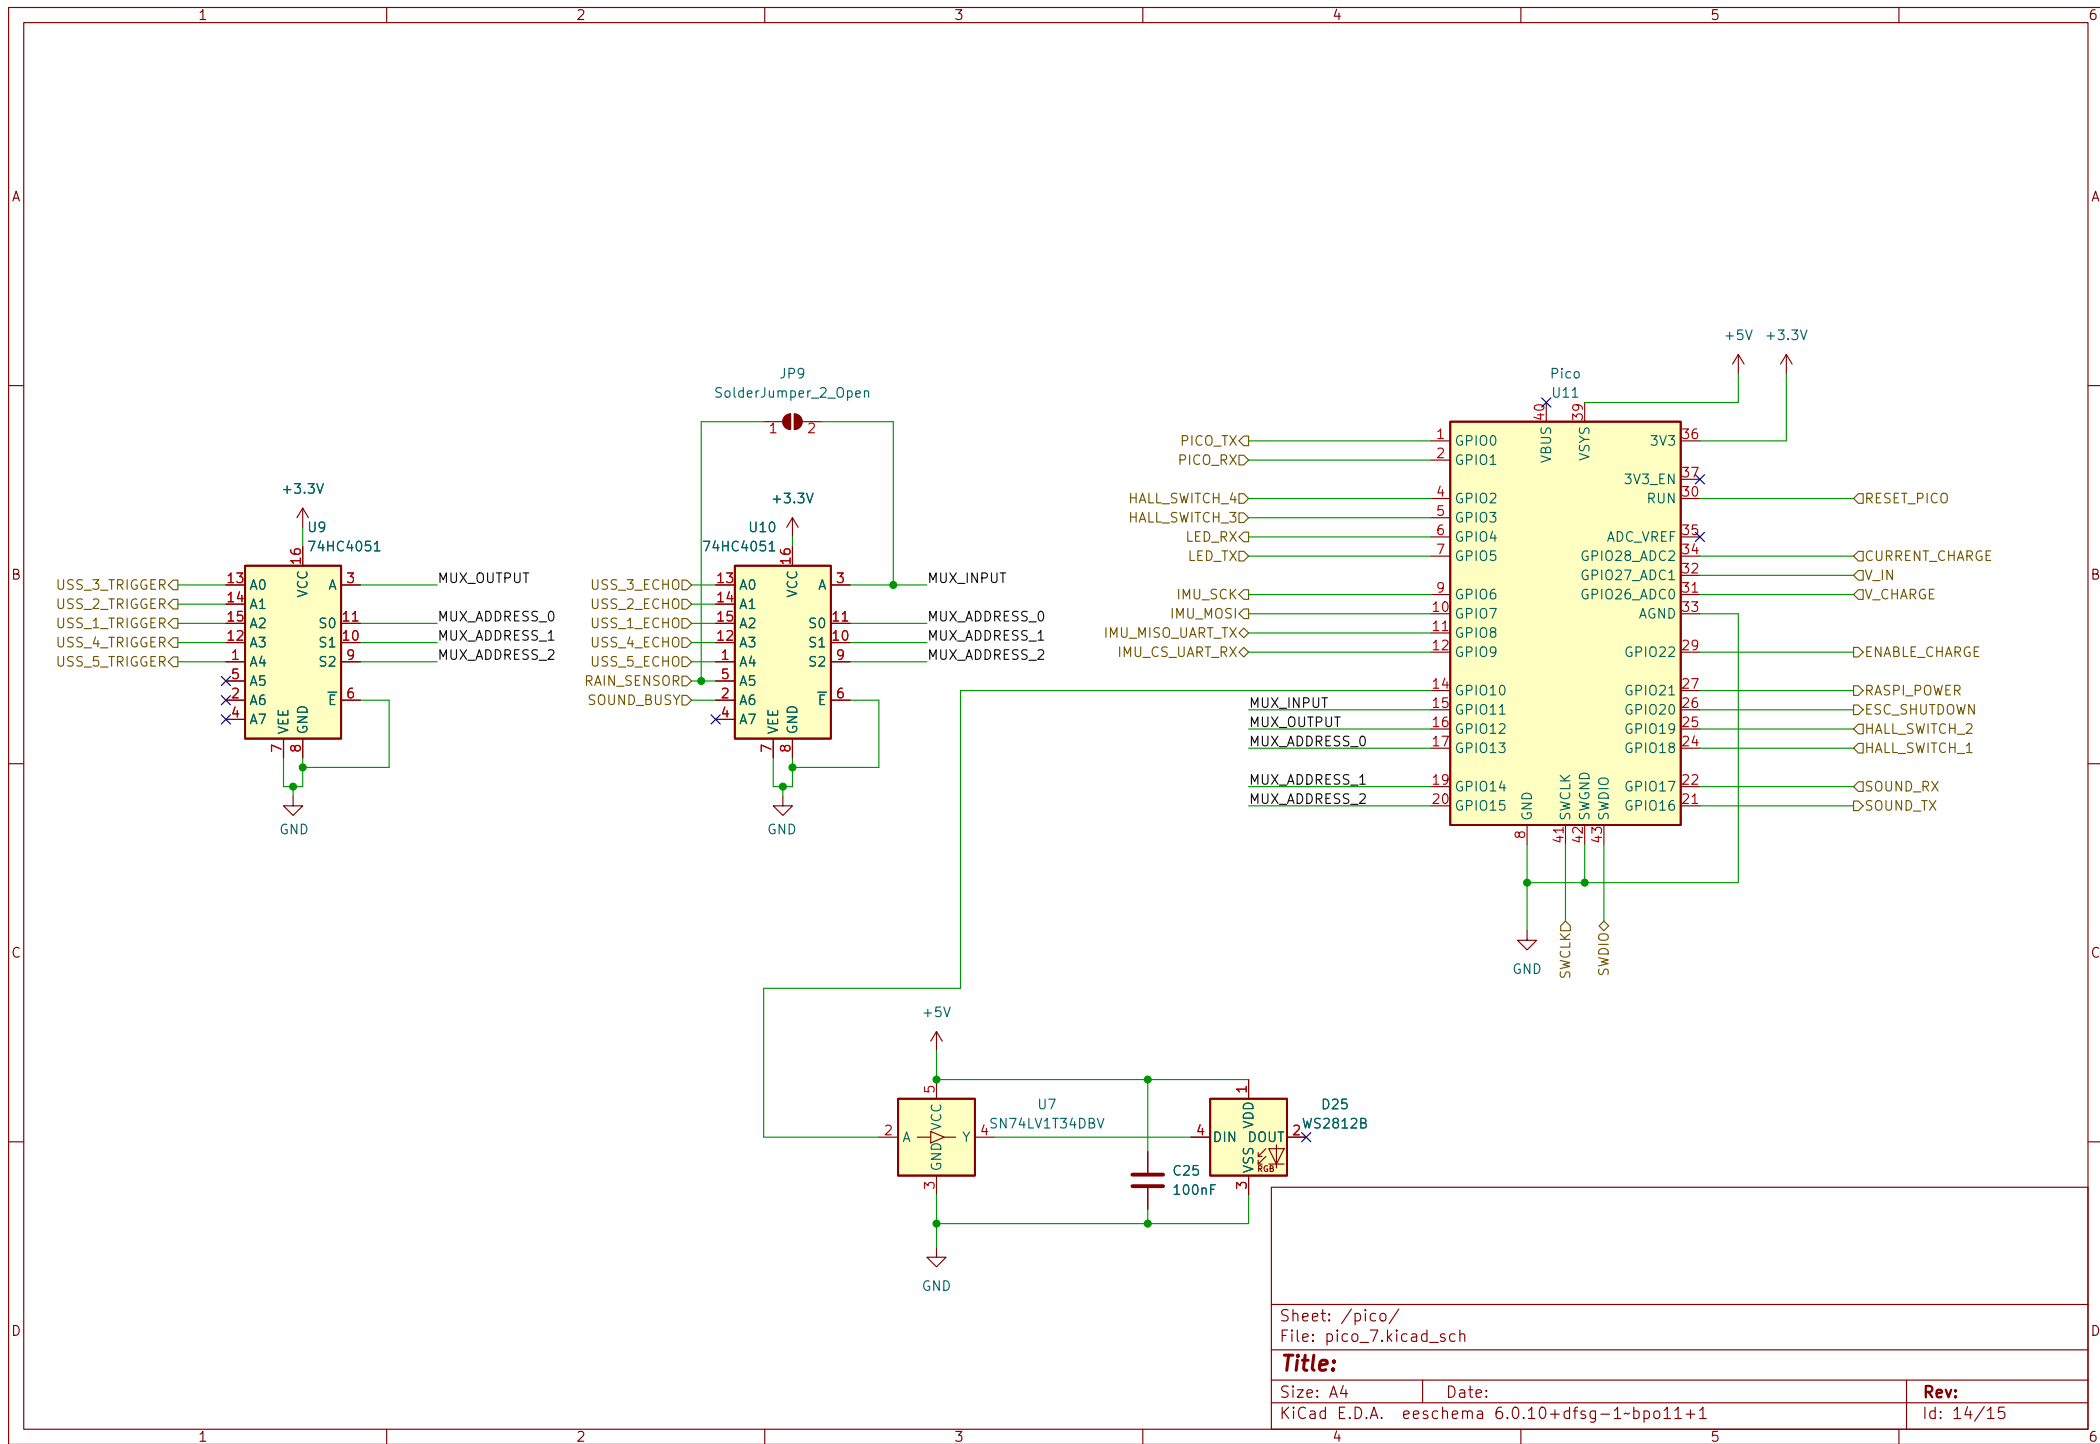 1 2 3 4 5 6
A A
+5V +3.3V
JP9
SolderJumper_2_Open
1 2
Pico
U11
40 39
VBUS VSYS
PICO_TX 1 GPIO0
PICO_RX 2 GPIO1
HALL_SWITCH_4 4 GPIO2
HALL_SWITCH_3 5 GPIO3
LED_RX 6 GPIO4
LED_TX 7 GPIO5
IMU_SCK 9 GPIO6
IMU_MOSI 10 GPIO7
IMU_MISO_UART_TX 11 GPIO8
IMU_CS_UART_RX 12 GPIO9
14 GPIO10
MUX_INPUT 15 GPIO11
MUX_OUTPUT 16 GPIO12
MUX_ADDRESS_0 17 GPIO13
MUX_ADDRESS_1 19 GPIO14
MUX_ADDRESS_2 20 GPIO15
3V3 36
3V3_EN 37
RUN 30 RESET_PICO
ADC_VREF 35
GPIO28_ADC2 34 CURRENT_CHARGE
GPIO27_ADC1 32 V_IN
GPIO26_ADC0 31 V_CHARGE
AGND 33
GPIO22 29 ENABLE_CHARGE
GPIO21 27 RASPI_POWER
GPIO20 26 ESC_SHUTDOWN
GPIO19 25 HALL_SWITCH_2
GPIO18 24 HALL_SWITCH_1
GPIO17 22 SOUND_RX
GPIO16 21 SOUND_TX
GND SWCLK SWGND SWDIO
8 41 42 43
GND SWCLK SWDIO
+3.3V
U9
74HC4051
16
VCC
USS_3_TRIGGER 13 A0 A 3 MUX_OUTPUT
USS_2_TRIGGER 14 A1
USS_1_TRIGGER 15 A2 S0 11 MUX_ADDRESS_0
USS_4_TRIGGER 12 A3 S1 10 MUX_ADDRESS_1
USS_5_TRIGGER 1 A4 S2 9 MUX_ADDRESS_2
5 A5
2 A6 E 6
4 A7
VEE GND
7 8
GND
+3.3V
U10
74HC4051
16
VCC
USS_3_ECHO 13 A0 A 3 MUX_INPUT
USS_2_ECHO 14 A1
USS_1_ECHO 15 A2 S0 11 MUX_ADDRESS_0
USS_4_ECHO 12 A3 S1 10 MUX_ADDRESS_1
USS_5_ECHO 1 A4 S2 9 MUX_ADDRESS_2
RAIN_SENSOR 5 A5
SOUND_BUSY 2 A6 E 6
4 A7
VEE GND
7 8
GND
B B
C C
+5V
5
U7
SN74LV1T34DBV
2 A VCC GND Y 4
3
GND
C25
100nF
D25
WS2812B
1
VDD
4 DIN DOUT 2
VSS RGB
3
D D
Sheet: /pico/
File: pico_7.kicad_sch
Title:
Size: A4 Date: Rev:
KiCad E.D.A. eeschema 6.0.10+dfsg-1~bpo11+1 Id: 14/15
1 2 3 4 5 6